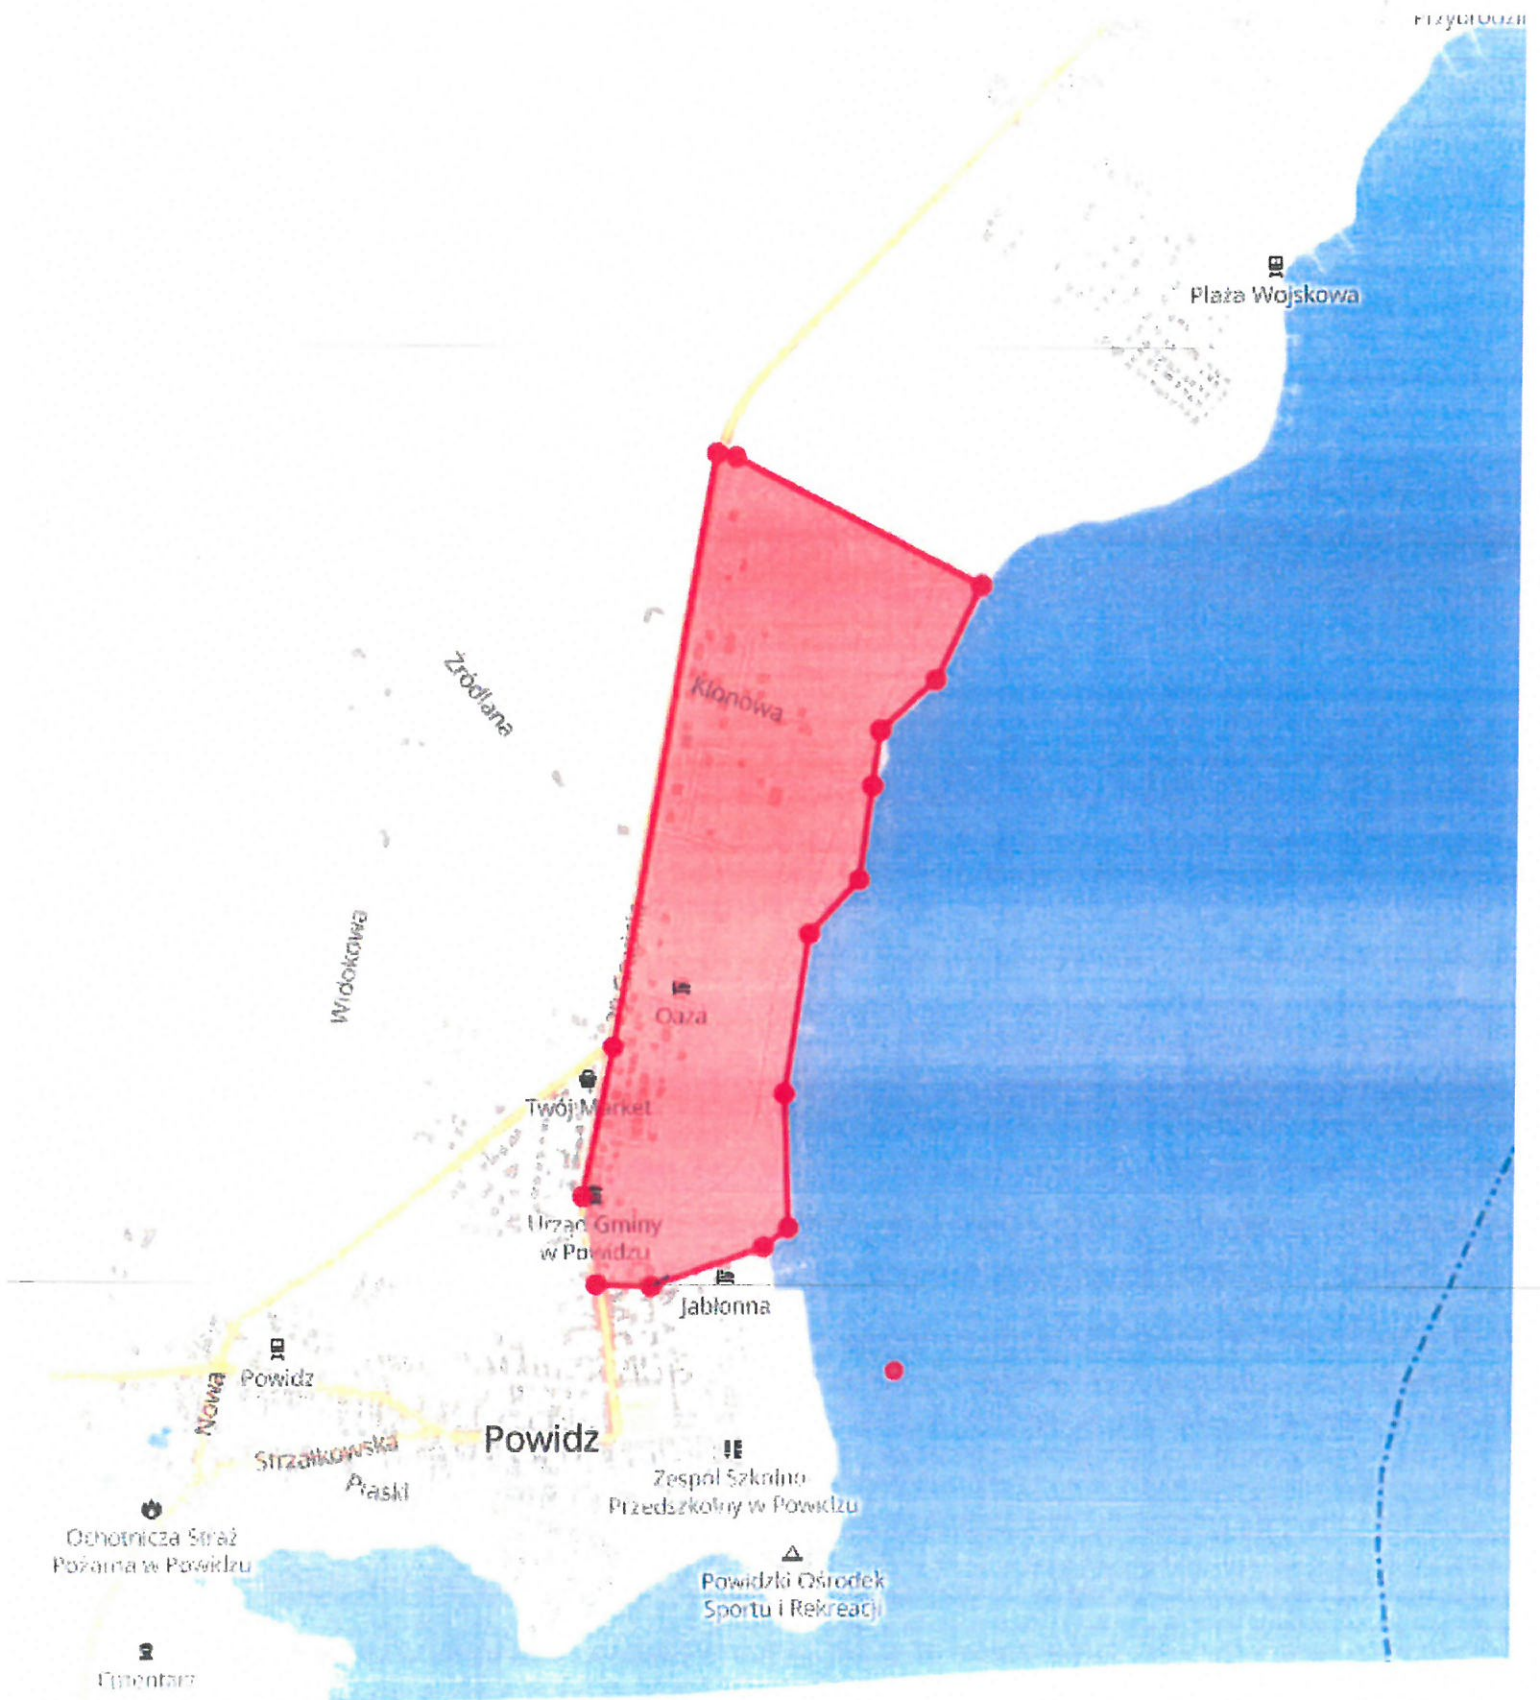 Plaża Wojskowa
Źródlana
Klonowa
Widokowa
Oaza
Twój Market
Urząd Gminy
w Powidzu
Jabłonna
Powidz
Nowa
Powidz
Strzałkowska
Piaski
Zespół Szkolno-
Przedszkolny w Powidzu
Ochotnicza Straż
Pożarna w Powidzu
Powidzki Ośrodek
Sportu i Rekreacji
Cmentarz